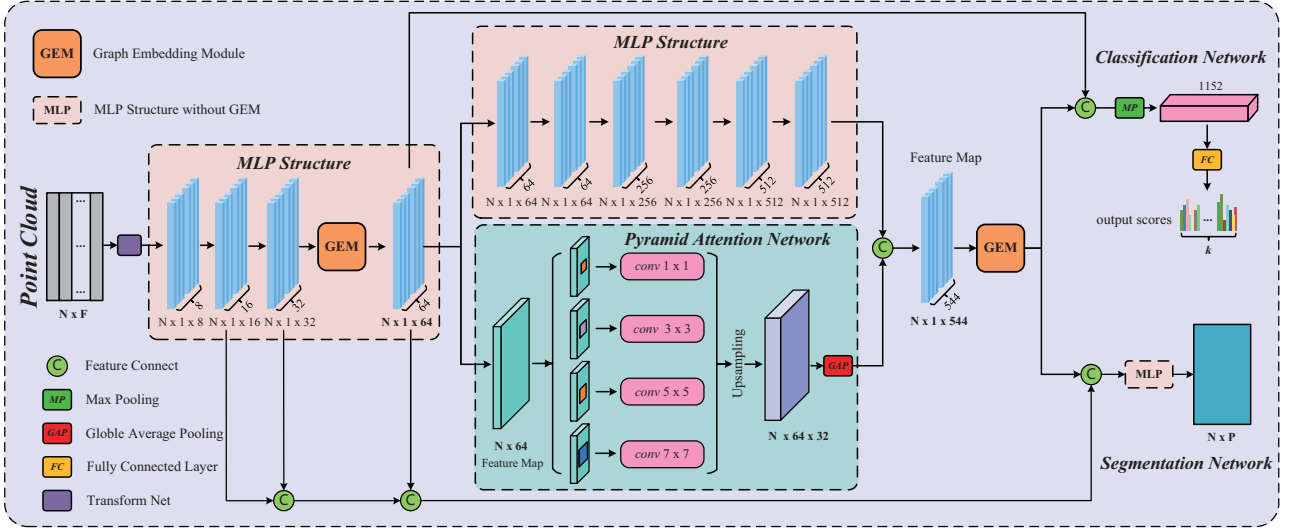 GEM
Graph Embedding Module
MLP
MLP Structure without GEM
Point Cloud
...
...
...
N x F
MLP Structure
8
16
32
GEM
64
N x 1 x 8
N x 1 x 16
N x 1 x 32
N x 1 x 64
MLP Structure
64
64
256
256
512
512
N x 1 x 64
N x 1 x 64
N x 1 x 256
N x 1 x 256
N x 1 x 512
N x 1 x 512
Pyramid Attention Network
N x 64
Feature Map
conv 1 x 1
conv 3 x 3
conv 5 x 5
conv 7 x 7
Upsampling
N x 64 x 32
GAP
C
Feature Map
544
N x 1 x 544
GEM
Classification Network
C
MP
1152
FC
output scores
...
k
C
MLP
N x P
Segmentation Network
C
Feature Connect
MP
Max Pooling
GAP
Globle Average Pooling
FC
Fully Connected Layer
Transform Net
C
C